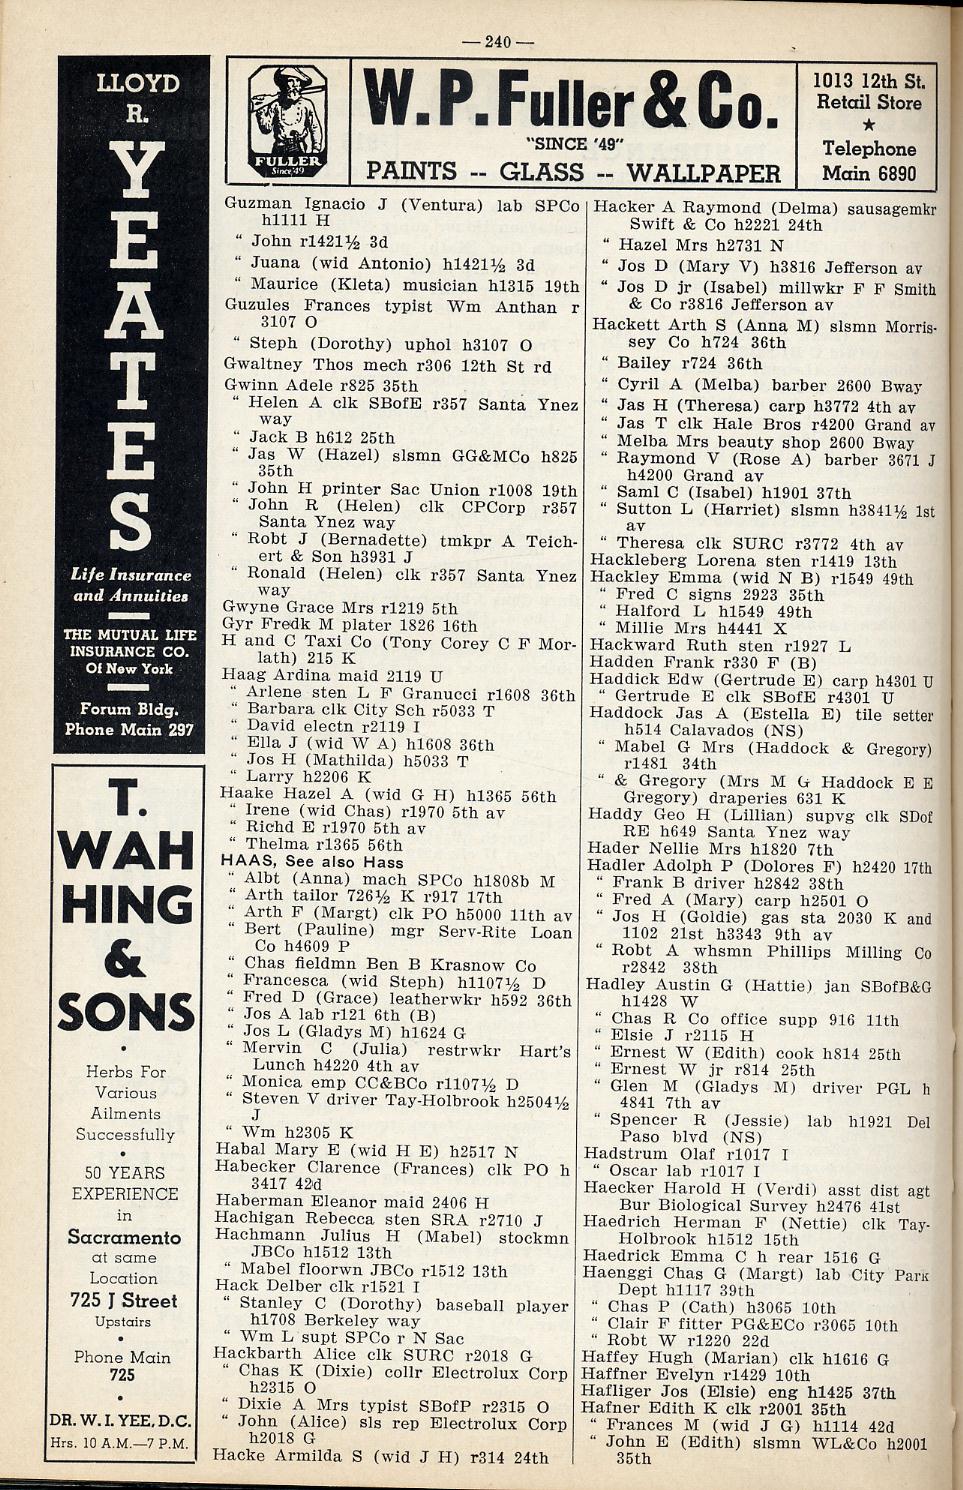 — 240 —
LLOYD
R.
YEATES
Life Insurance
and Annuities
THE MUTUAL LIFE
INSURANCE CO.
Of New York
Forum Bldg.
Phone Main 297
T.
WAH
HING
&
SONS
•
Herbs For
Various
Ailments
Successfully
•
50 YEARS
EXPERIENCE
in
Sacramento
at same
Location
725 J Street
Upstairs
•
Phone Main
725
•
DR. W. I. YEE, D.C.
Hrs. 10 A.M.—7 P.M.
FULLER
Since '49
W. P. Fuller & Co.
"SINCE '49"
PAINTS -- GLASS -- WALLPAPER
1013 12th St.
Retail Store
★
Telephone
Main 6890
Guzman Ignacio J (Ventura) lab SPCo
h1111 H
“ John r1421½ 3d
“ Juana (wid Antonio) h1421½ 3d
“ Maurice (Kleta) musician h1315 19th
Guzules Frances typist Wm Anthan r
3107 O
“ Steph (Dorothy) uphol h3107 O
Gwaltney Thos mech r306 12th St rd
Gwinn Adele r825 35th
“ Helen A clk SBofE r357 Santa Ynez
way
“ Jack B h612 25th
“ Jas W (Hazel) slsmn GG&MCo h825
35th
“ John H printer Sac Union r1008 19th
“ John R (Helen) clk CPCorp r357
Santa Ynez way
“ Robt J (Bernadette) tmkpr A Teich-
ert & Son h3931 J
“ Ronald (Helen) clk r357 Santa Ynez
way
Gwyne Grace Mrs r1219 5th
Gyr Fredk M plater 1826 16th
H and C Taxi Co (Tony Corey C F Mor-
lath) 215 K
Haag Ardina maid 2119 U
“ Arlene sten L F Granucci r1608 36th
“ Barbara clk City Sch r5033 T
“ David electn r2119 I
“ Ella J (wid W A) h1608 36th
“ Jos H (Mathilda) h5033 T
“ Larry h2206 K
Haake Hazel A (wid G H) h1365 56th
“ Irene (wid Chas) r1970 5th av
“ Richd E r1970 5th av
“ Thelma r1365 56th
HAAS, See also Hass
“ Albt (Anna) mach SPCo h1808b M
“ Arth tailor 726½ K r917 17th
“ Arth F (Margt) clk PO h5000 11th av
“ Bert (Pauline) mgr Serv-Rite Loan
Co h4609 P
“ Chas fieldmn Ben B Krasnow Co
“ Francesca (wid Steph) h1107½ D
“ Fred D (Grace) leatherwkr h592 36th
“ Jos A lab r121 6th (B)
“ Jos L (Gladys M) h1624 G
“ Mervin C (Julia) restrwkr Hart's
Lunch h4220 4th av
“ Monica emp CC&BCo r1107½ D
“ Steven V driver Tay-Holbrook h2504½
J
“ Wm h2305 K
Habal Mary E (wid H E) h2517 N
Habecker Clarence (Frances) clk PO h
3417 42d
Haberman Eleanor maid 2406 H
Hachigan Rebecca sten SRA r2710 J
Hachmann Julius H (Mabel) stockmn
JBCo h1512 13th
“ Mabel floorwn JBCo r1512 13th
Hack Delber clk r1521 I
“ Stanley C (Dorothy) baseball player
h1708 Berkeley way
“ Wm L supt SPCo r N Sac
Hackbarth Alice clk SURC r2018 G
“ Chas K (Dixie) collr Electrolux Corp
h2315 O
“ Dixie A Mrs typist SBofP r2315 O
“ John (Alice) sls rep Electrolux Corp
h2018 G
Hacke Armilda S (wid J H) r314 24th
Hacker A Raymond (Delma) sausagemkr
Swift & Co h2221 24th
“ Hazel Mrs h2731 N
“ Jos D (Mary V) h3816 Jefferson av
“ Jos D jr (Isabel) millwkr F F Smith
& Co r3816 Jefferson av
Hackett Arth S (Anna M) slsmn Morris-
sey Co h724 36th
“ Bailey r724 36th
“ Cyril A (Melba) barber 2600 Bway
“ Jas H (Theresa) carp h3772 4th av
“ Jas T clk Hale Bros r4200 Grand av
“ Melba Mrs beauty shop 2600 Bway
“ Raymond V (Rose A) barber 3671 J
h4200 Grand av
“ Saml C (Isabel) h1901 37th
“ Sutton L (Harriet) slsmn h3841½ 1st
av
“ Theresa clk SURC r3772 4th av
Hackleberg Lorena sten r1419 13th
Hackley Emma (wid N B) r1549 49th
“ Fred C signs 2923 35th
“ Halford L h1549 49th
“ Millie Mrs h4441 X
Hackward Ruth sten r1927 L
Hadden Frank r330 F (B)
Haddick Edw (Gertrude E) carp h4301 U
“ Gertrude E clk SBofE r4301 U
Haddock Jas A (Estella E) tile setter
h514 Calavados (NS)
“ Mabel G Mrs (Haddock & Gregory)
r1481 34th
“ & Gregory (Mrs M G Haddock E E
Gregory) draperies 631 K
Haddy Geo H (Lillian) supvg clk SDof
RE h649 Santa Ynez way
Hader Nellie Mrs h1820 7th
Hadler Adolph P (Dolores F) h2420 17th
“ Frank B driver h2842 38th
“ Fred A (Mary) carp h2501 O
“ Jos H (Goldie) gas sta 2030 K and
1102 21st h3343 9th av
“ Robt A whsmn Phillips Milling Co
r2842 38th
Hadley Austin G (Hattie) jan SBofB&G
h1428 W
“ Chas R Co office supp 916 11th
“ Elsie J r2115 H
“ Ernest W (Edith) cook h814 25th
“ Ernest W jr r814 25th
“ Glen M (Gladys M) driver PGL h
4841 7th av
“ Spencer R (Jessie) lab h1921 Del
Paso blvd (NS)
Hadstrum Olaf r1017 I
“ Oscar lab r1017 I
Haecker Harold H (Verdi) asst dist agt
Bur Biological Survey h2476 41st
Haedrich Herman F (Nettie) clk Tay-
Holbrook h1512 15th
Haedrick Emma C h rear 1516 G
Haenggi Chas G (Margt) lab City Park
Dept h1117 39th
“ Chas P (Cath) h3065 10th
“ Clair F fitter PG&ECo r3065 10th
“ Robt W r1220 22d
Haffey Hugh (Marian) clk h1616 G
Haffner Evelyn r1429 10th
Hafliger Jos (Elsie) eng h1425 37th
Hafner Edith K clk r2001 35th
“ Frances M (wid J G) h1114 42d
“ John E (Edith) slsmn WL&Co h2001
35th